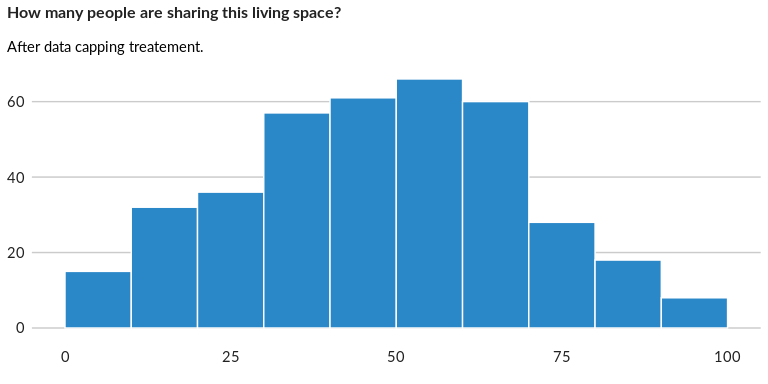 How many people are sharing this living space?
After data capping treatement.
60
40
20
0
0 25 50 75 100